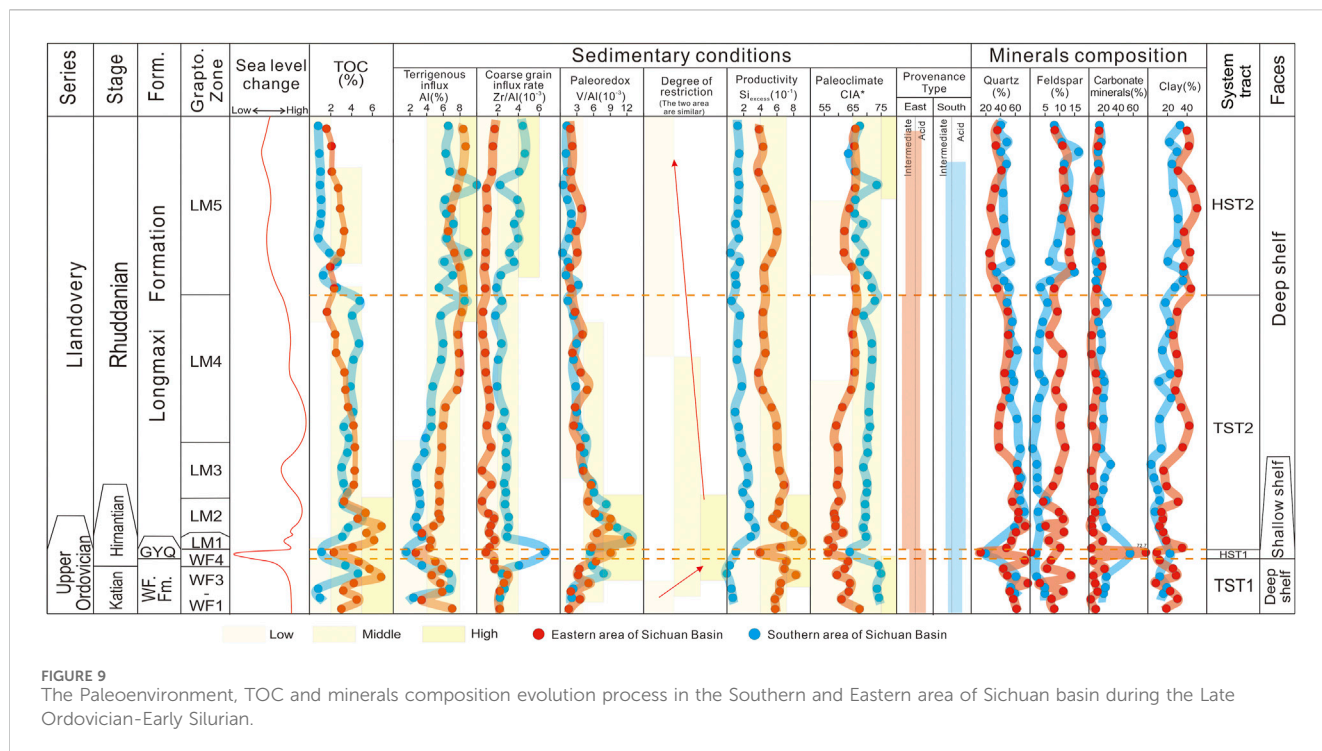 Series
Stage
Form.
Grapto. Zone
Sea level change
Low
High
TOC (%)
2 4 6
Sedimentary conditions
Terrigenous influx Al(%)
2 4 6 8
Coarse grain influx rate Zr/Al(10⁻³)
2 4 6 8
Paleoredox V/Al(10⁻³)
3 6 9 12
Degree of restriction (The two area are similar)
Productivity Siexcess(10⁻¹)
2 4 6 8
Paleoclimate CIA*
55 65 75
Provenance Type
East
South
Intermediate Acid
Intermediate Acid
Minerals composition
Quartz (%)
20 40 60
Feldspar (%)
5 10 15
Carbonate minerals(%)
20 40 60
Clay(%)
20 40
System tract
Faces
Llandovery
Upper Ordovician
Rhuddanian
Hirnantian
Katian
Longmaxi Formation
GYQ
WF. Fm.
LM5
LM4
LM3
LM2
LM1
WF4
WF3
-
WF1
HST2
TST2
HST1
TST1
Deep shelf
Shallow shelf
Deep shelf
Low
Middle
High
Eastern area of Sichuan Basin
Southern area of Sichuan Basin
FIGURE 9
The Paleoenvironment, TOC and minerals composition evolution process in the Southern and Eastern area of Sichuan basin during the Late
Ordovician-Early Silurian.